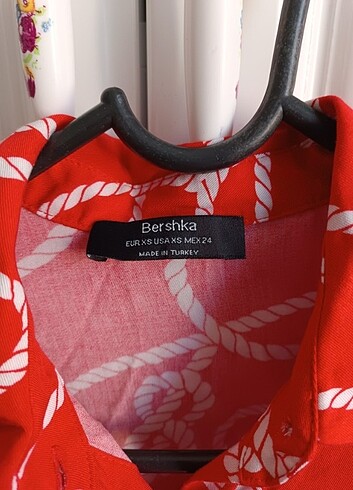 Bershka
EUR XS USA XS MEX 24
MADE IN TURKEY